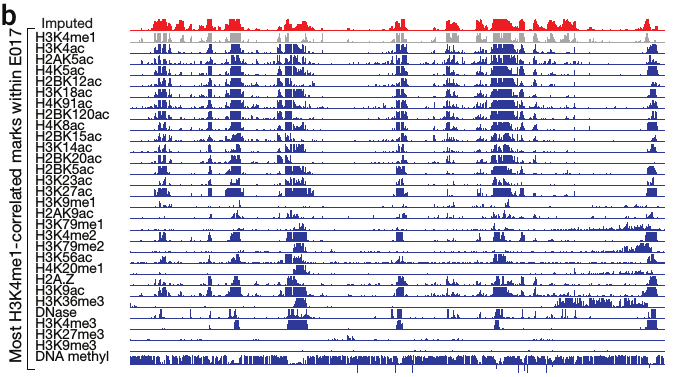 b
Most H3K4me1-correlated marks within E017
Imputed
H3K4me1
H3K4ac
H2AK5ac
H4K5ac
H2BK12ac
H3K18ac
H4K91ac
H2BK120ac
H4K8ac
H2BK15ac
H3K14ac
H2BK20ac
H2BK5ac
H3K23ac
H3K27ac
H3K9me1
H2AK9ac
H3K79me1
H3K4me2
H3K79me2
H3K56ac
H4K20me1
H2A.Z
H3K9ac
H3K36me3
DNase
H3K4me3
H3K27me3
H3K9me3
DNA methyl